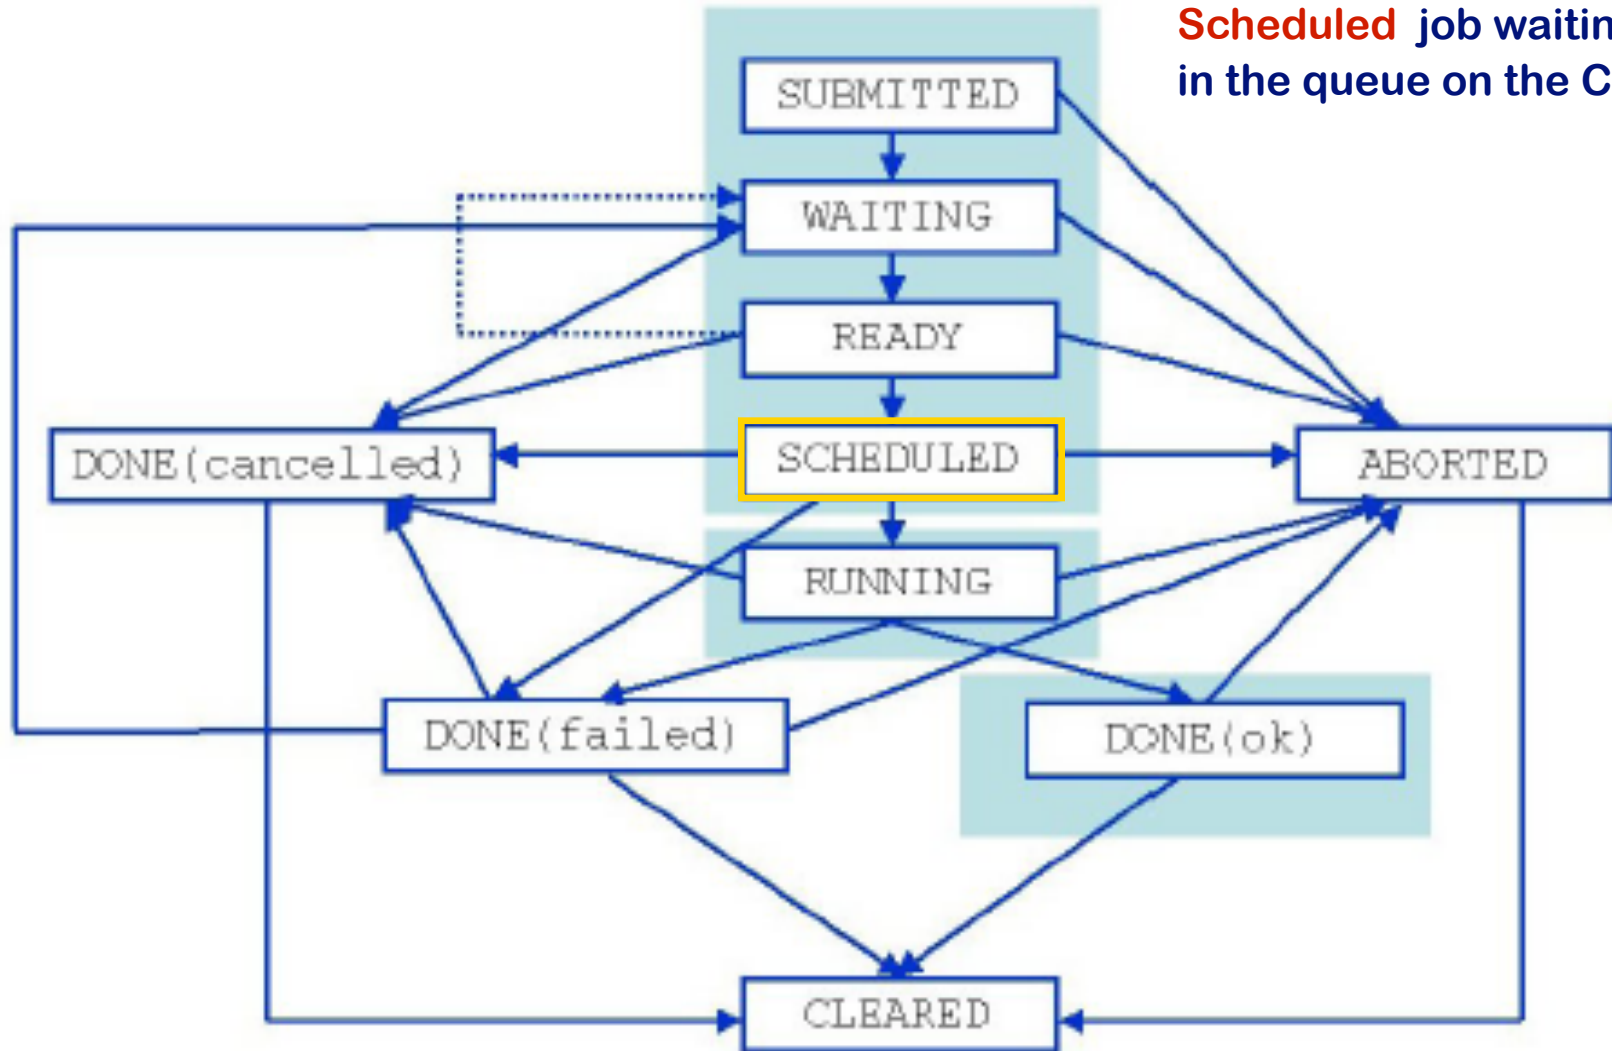 Scheduled job
in the queue on the
SUBMITTED
WAITING
READY
SCHEDULED
DONE(cancelled)
ABORTED
RUNNING
DONE(failed)
DONE(ok)
CLEARED